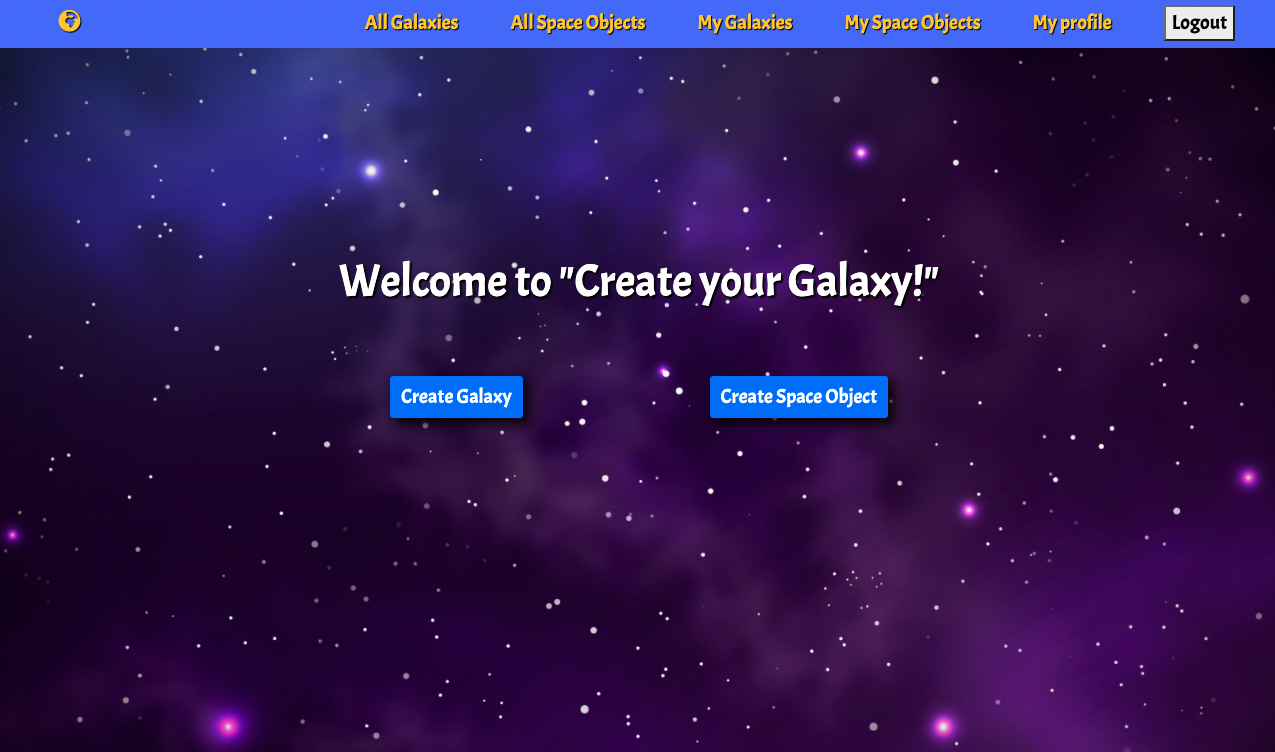 All Galaxies All Space Objects My Galaxies My Space Objects My profile Logout
Welcome to "Create your Galaxy!"
Create Galaxy Create Space Object